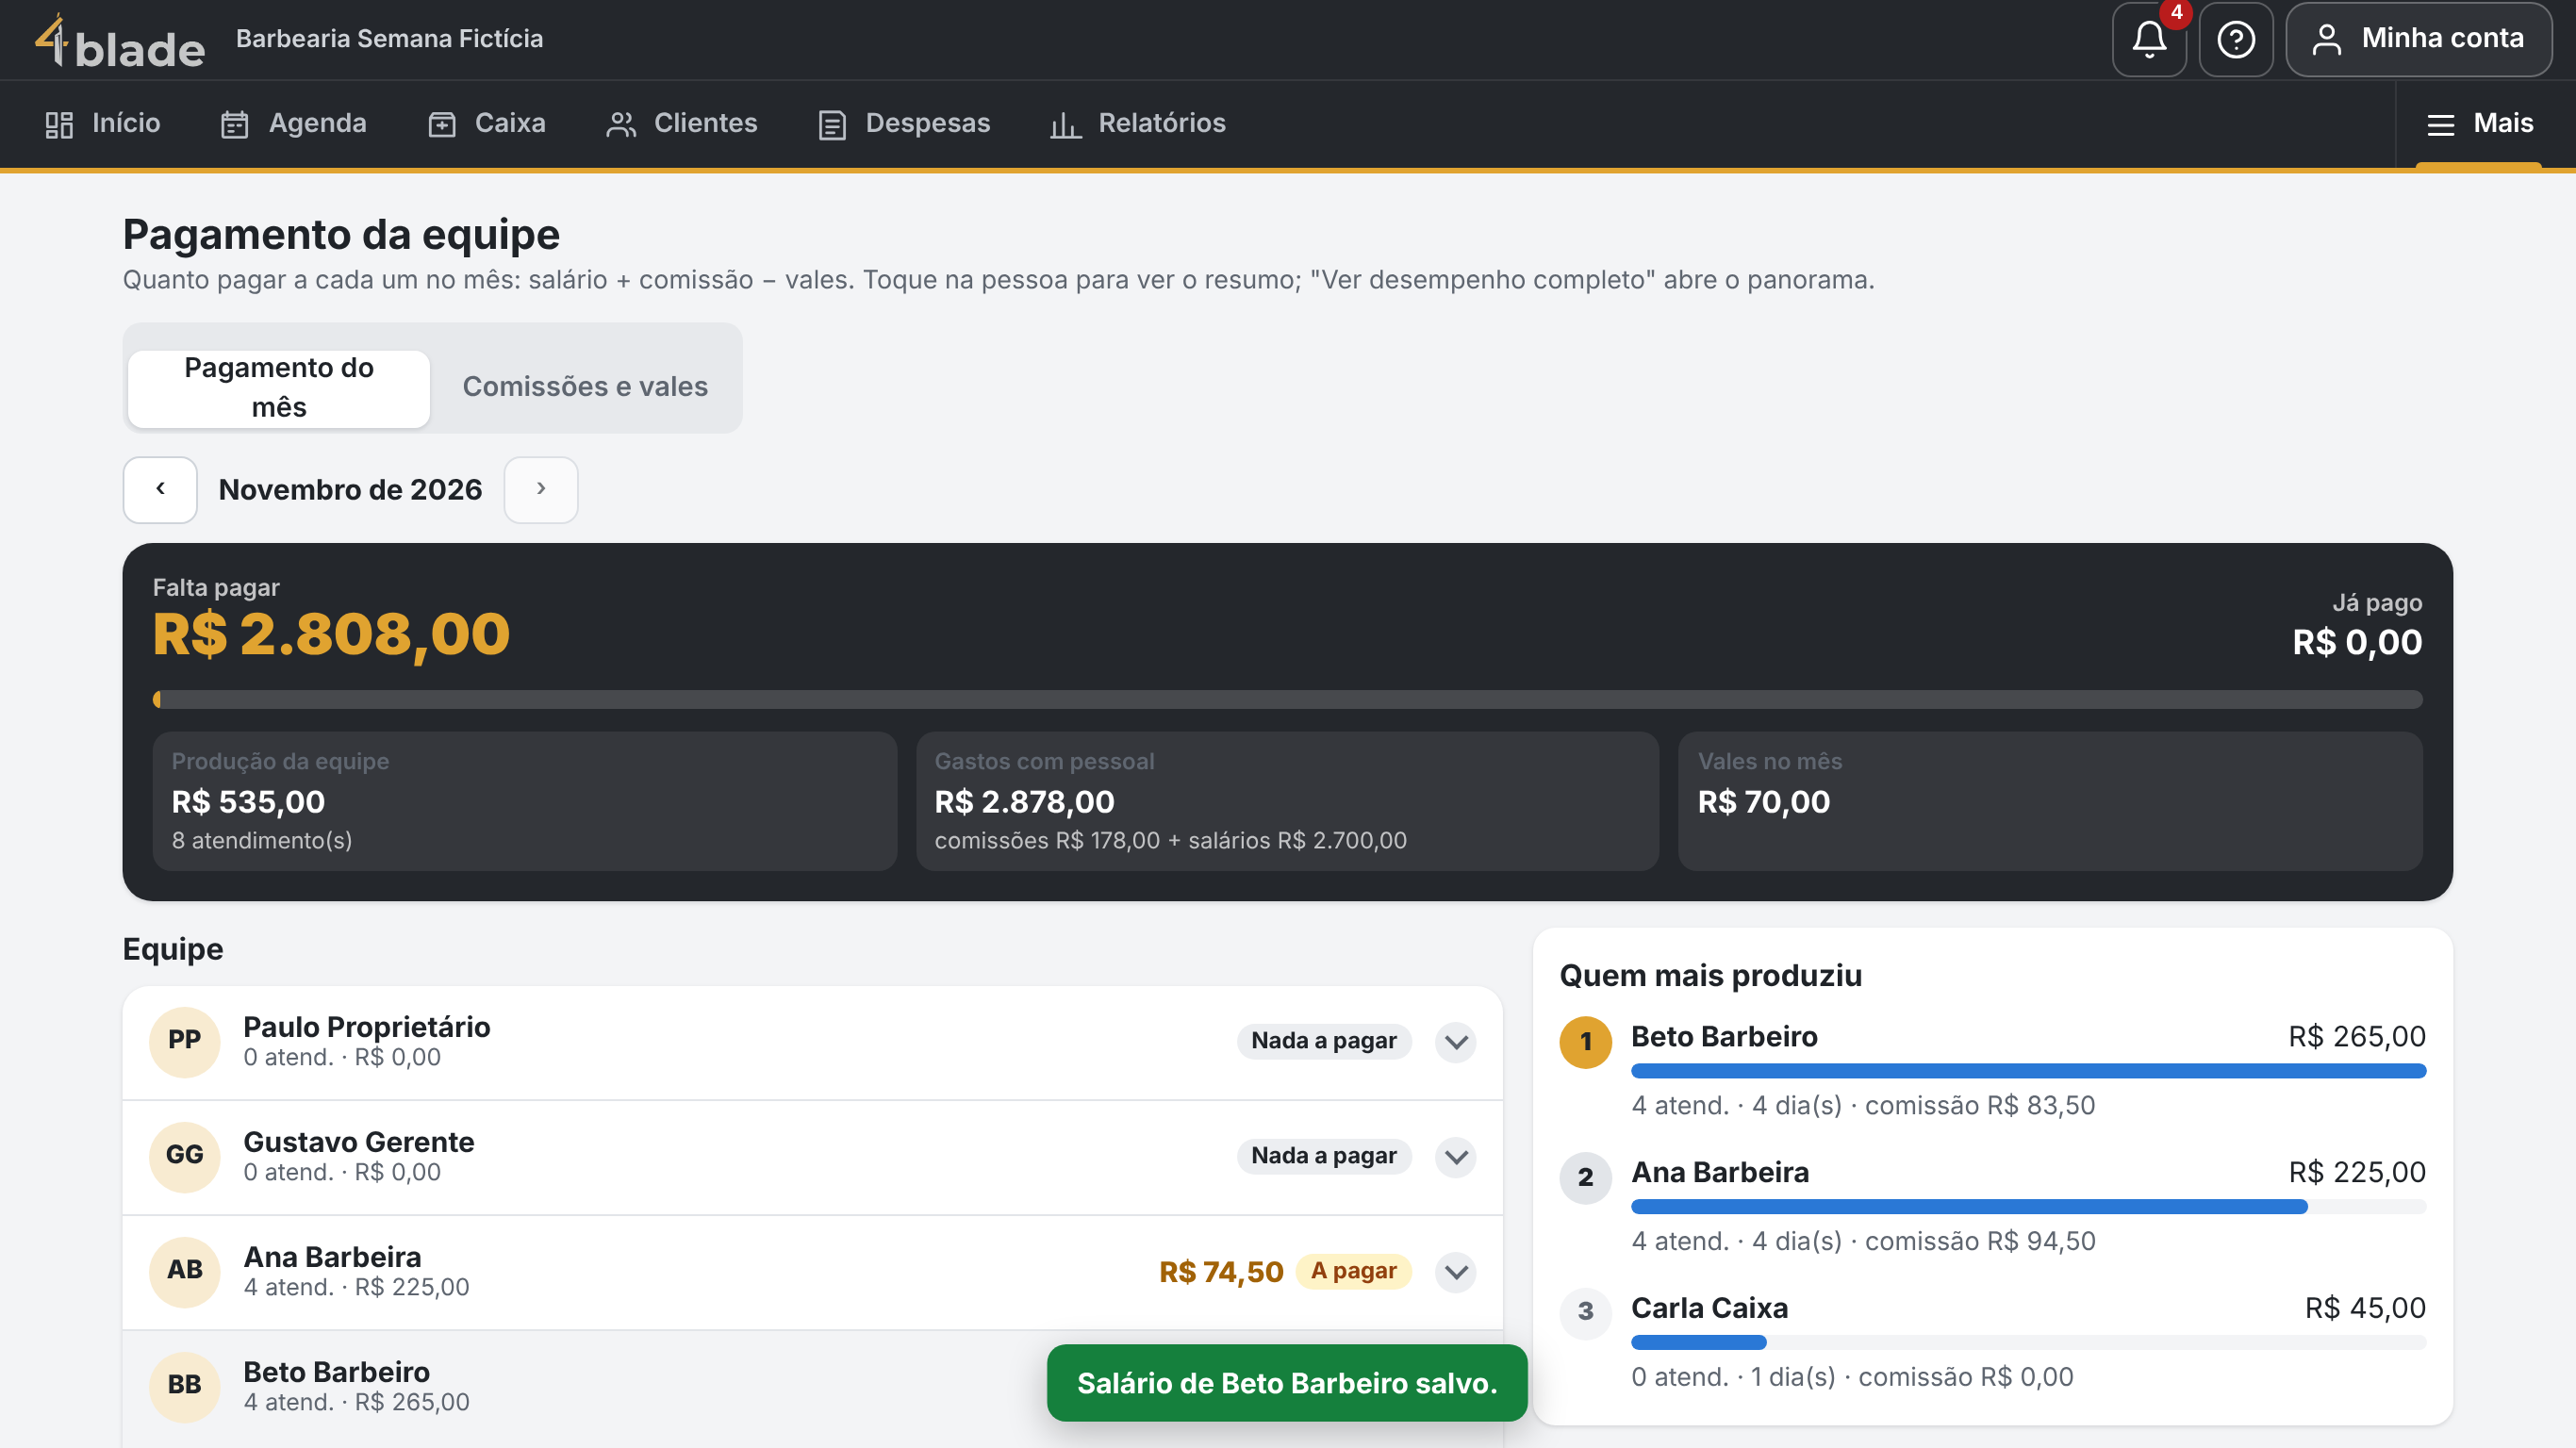 4blade
Barbearia Semana Fictícia
4
Minha conta
Início
Agenda
Caixa
Clientes
Despesas
Relatórios
Mais
Pagamento da equipe
Quanto pagar a cada um no mês: salário + comissão − vales. Toque na pessoa para ver o resumo; "Ver desempenho completo" abre o panorama.
Pagamento do
mês
Comissões e vales
‹
Novembro de 2026
›
Falta pagar
R$ 2.808,00
Já pago
R$ 0,00
Produção da equipe
R$ 535,00
8 atendimento(s)
Gastos com pessoal
R$ 2.878,00
comissões R$ 178,00 + salários R$ 2.700,00
Vales no mês
R$ 70,00
Equipe
PP
Paulo Proprietário
0 atend. · R$ 0,00
Nada a pagar
GG
Gustavo Gerente
0 atend. · R$ 0,00
Nada a pagar
AB
Ana Barbeira
4 atend. · R$ 225,00
R$ 74,50
A pagar
BB
Beto Barbeiro
4 atend. · R$ 265,00
Salário de Beto Barbeiro salvo.
Quem mais produziu
1
Beto Barbeiro
R$ 265,00
4 atend. · 4 dia(s) · comissão R$ 83,50
2
Ana Barbeira
R$ 225,00
4 atend. · 4 dia(s) · comissão R$ 94,50
3
Carla Caixa
R$ 45,00
0 atend. · 1 dia(s) · comissão R$ 0,00